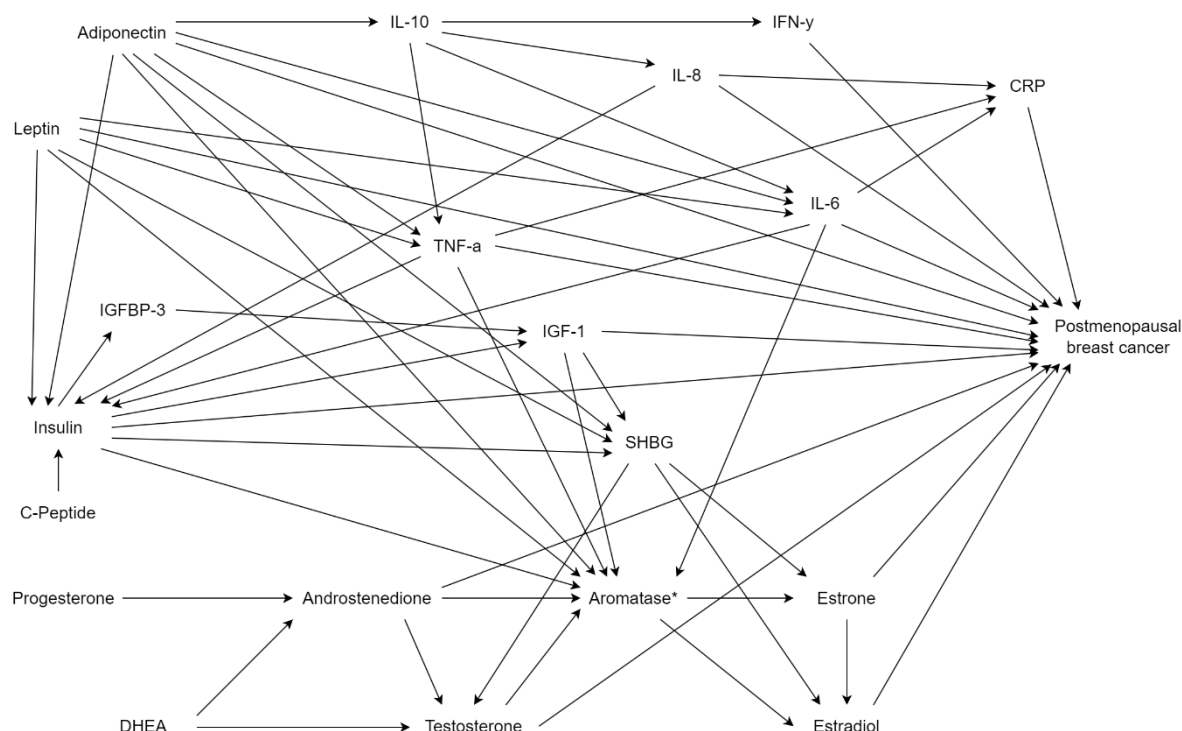 Adiponectin
IL-10
IFN-y
IL-8
CRP
Leptin
IL-6
TNF-a
IGFBP-3
IGF-1
Postmenopausal
breast cancer
Insulin
SHBG
C-Peptide
Progesterone
Androstenedione
Aromatase*
Estrone
DHEA
Testosterone
Estradiol